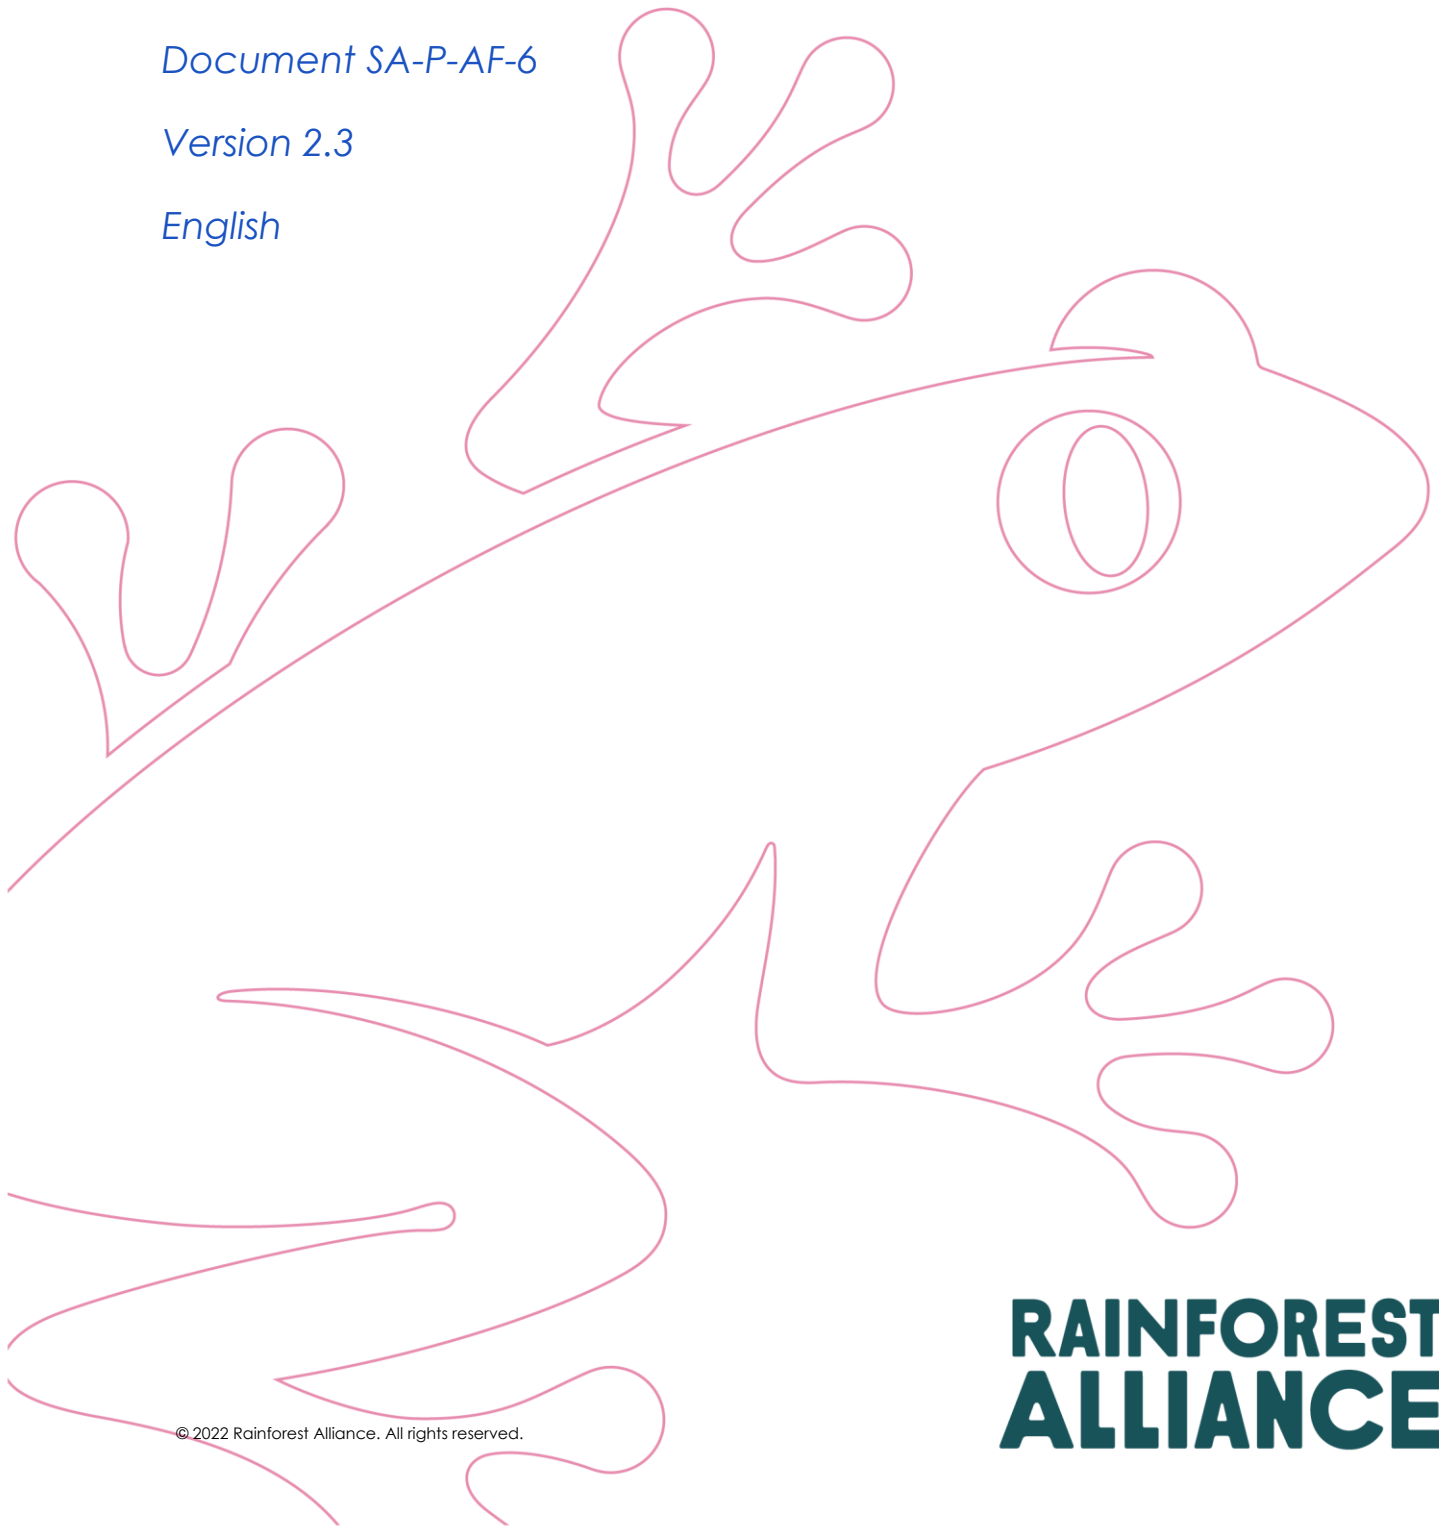 Document SA-P-AF-6
Version 2.3
English
RAINFOREST
ALLIANCE
© 2022 Rainforest Alliance. All rights reserved.